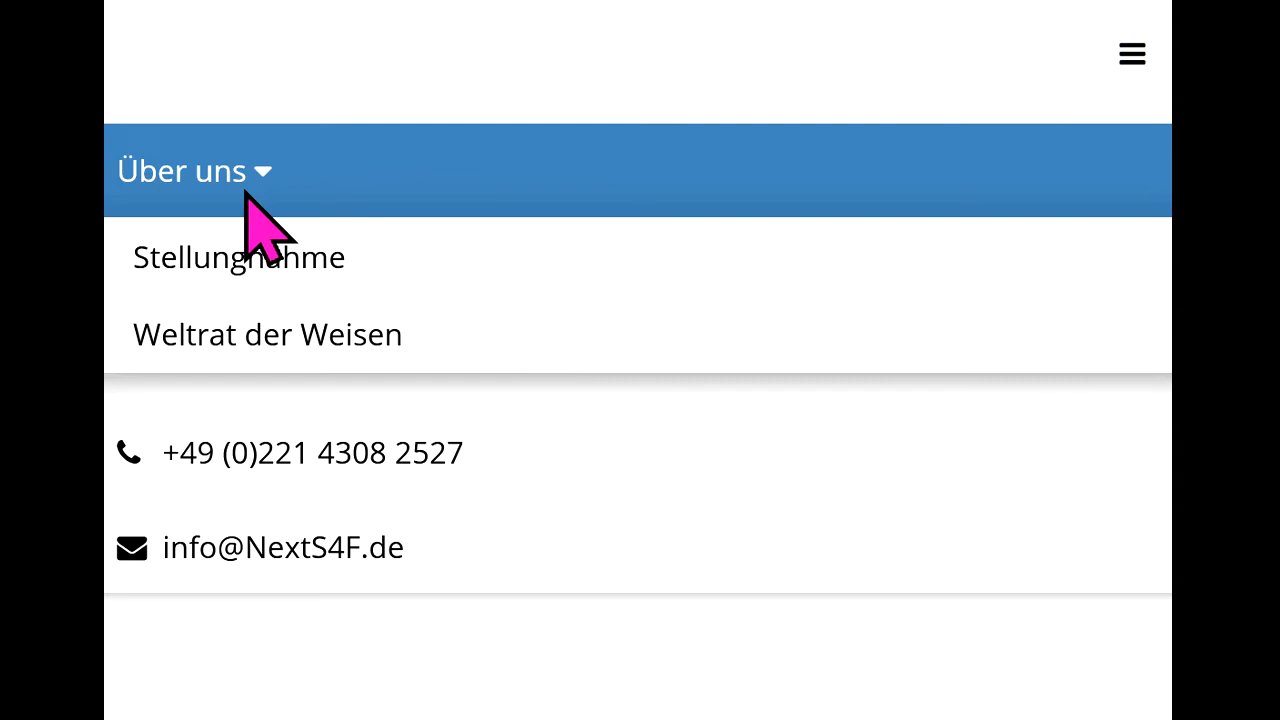 Über uns
Stellungnahme
Weltrat der Weisen
+49 (0)221 4308 2527
info@NextS4F.de